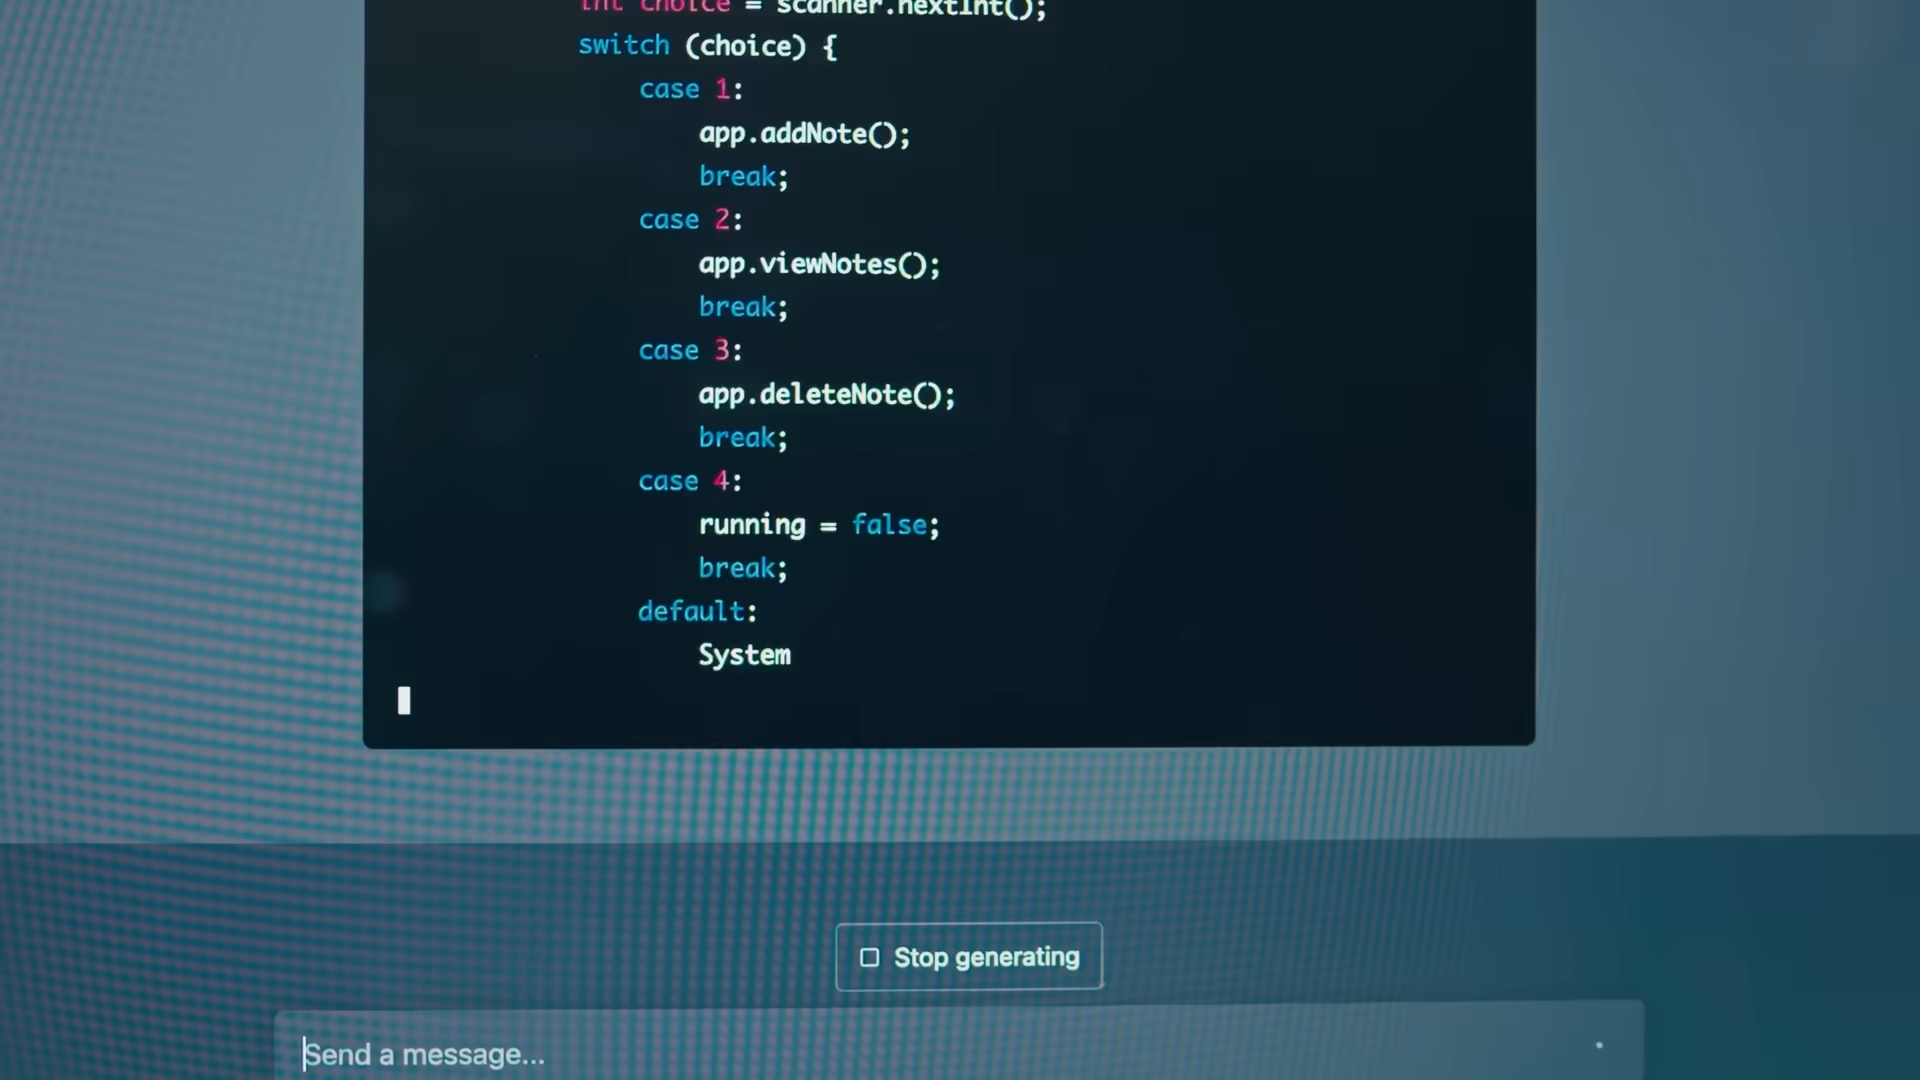 int choice = scanner.nextInt();
switch (choice) {
case 1:
app.addNote();
break;
case 2:
app.viewNotes();
break;
case 3:
app.deleteNote();
break;
case 4:
running = false;
break;
default:
System
Stop generating
Send a message...